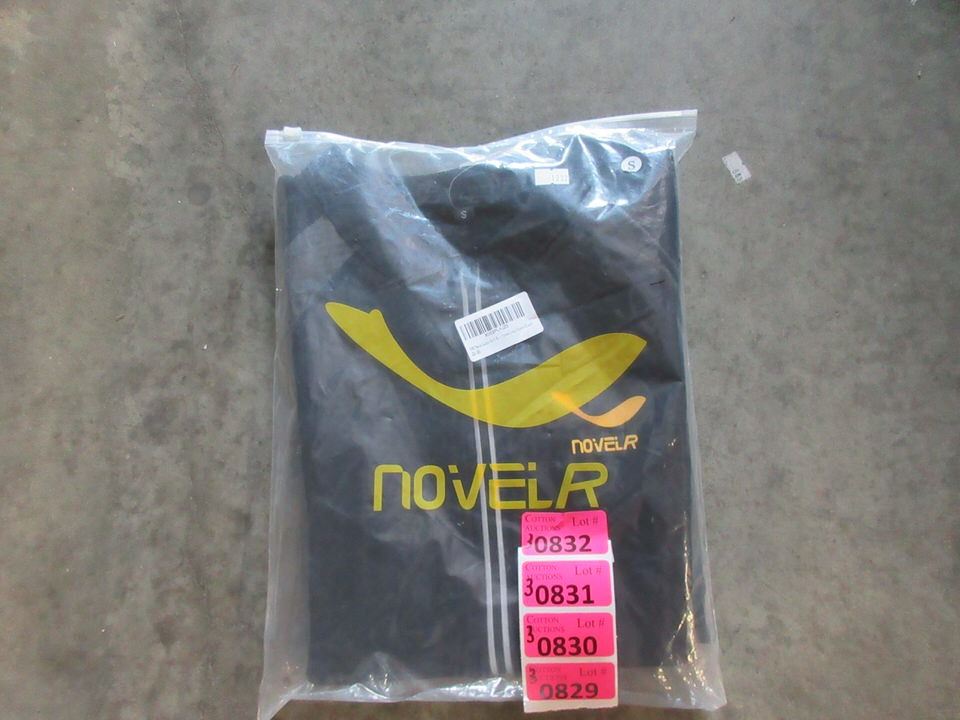 S
S
NOVELR
NOVELR
COTTON
AUCTIONS
Lot #
30832
COTTON
AUCTIONS
Lot #
30831
COTTON
AUCTIONS
Lot #
30830
COTTON
AUCTIONS
Lot #
30829